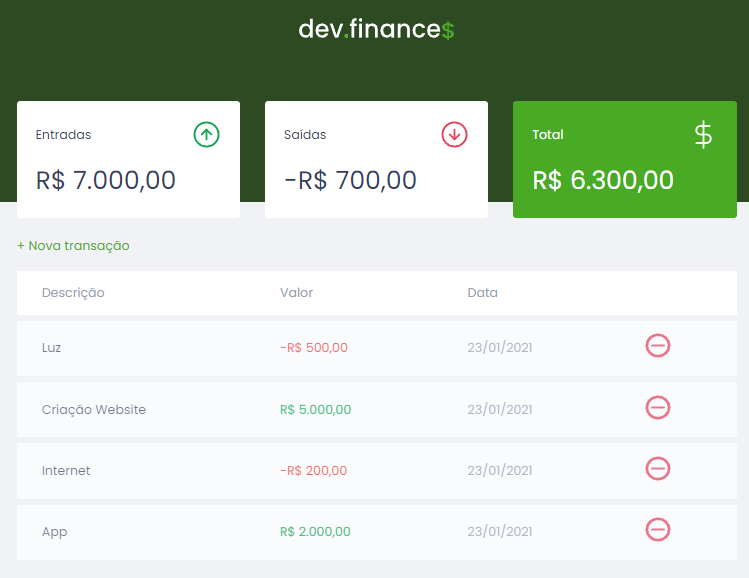 dev.finance$
Entradas
R$ 7.000,00
Saídas
-R$ 700,00
Total
$
R$ 6.300,00
+ Nova transação
Descrição Valor Data
Luz -R$ 500,00 23/01/2021
Criação Website R$ 5.000,00 23/01/2021
Internet -R$ 200,00 23/01/2021
App R$ 2.000,00 23/01/2021